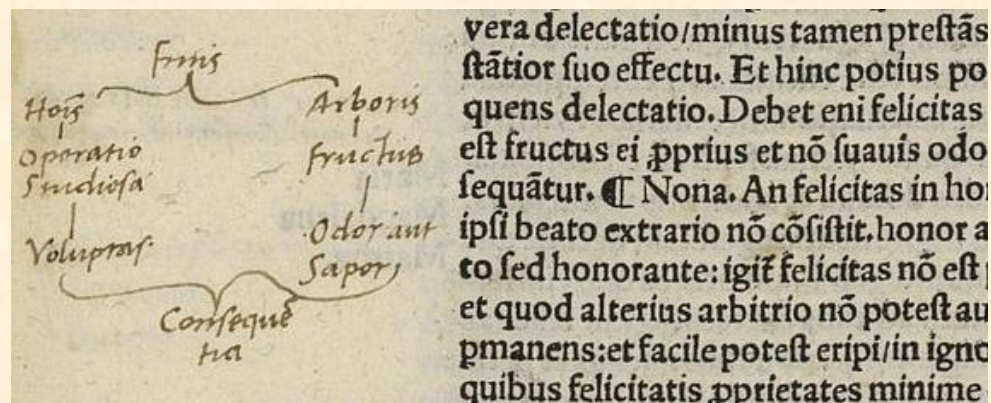 Finis
Hoıs̄ Arboris
Operatio fructus
Studiosa
Voluptas. Odor aut
Sapor,
Consequē
tia
vera delectatio/minus tamen prestās
stātior suo effectu. Et hinc potius po
quens delectatio. Debet eni felicitas
est fructus ei ꝓprius et nō suauis odo
sequātur. ¶ Nona. An felicitas in ho
ipsi beato extrario nō cōsistit. honor a
to sed honorante: igit̄ felicitas nō est
et quod alterius arbitrio nō potest au
pmanens: et facile potest eripi/in igno
quibus felicitatis ꝓprietates minime